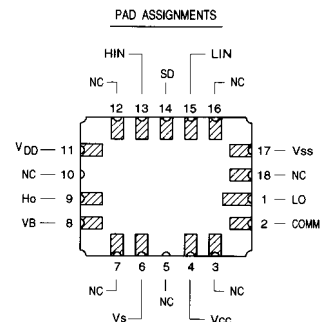 PAD ASSIGNMENTS
HIN LIN
NC SD NC
12 13 14 15 16
VDD 11 17 Vss
NC 10 18 NC
Ho 9 1 LO
VB 8 2 COMM
7 6 5 4 3
NC NC NC
Vs Vcc